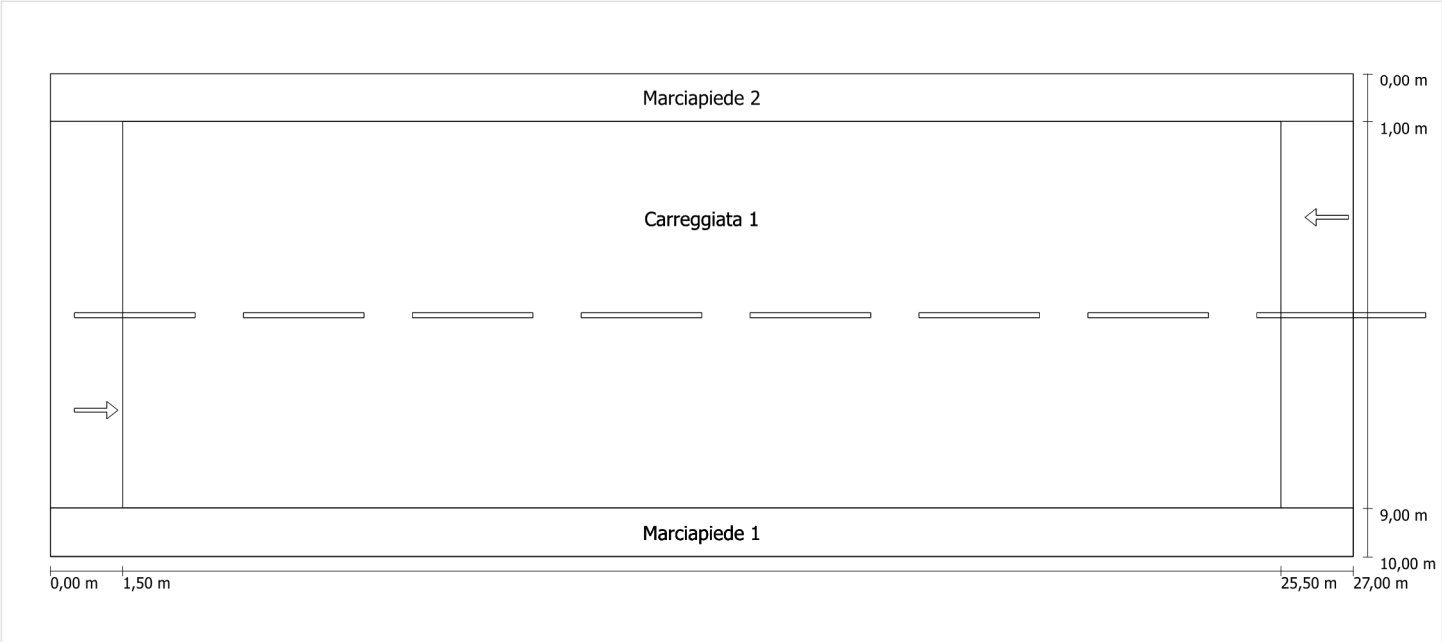 Marciapiede 2
0,00 m
1,00 m
Carreggiata 1
Marciapiede 1
9,00 m
10,00 m
0,00 m
1,50 m
25,50 m
27,00 m